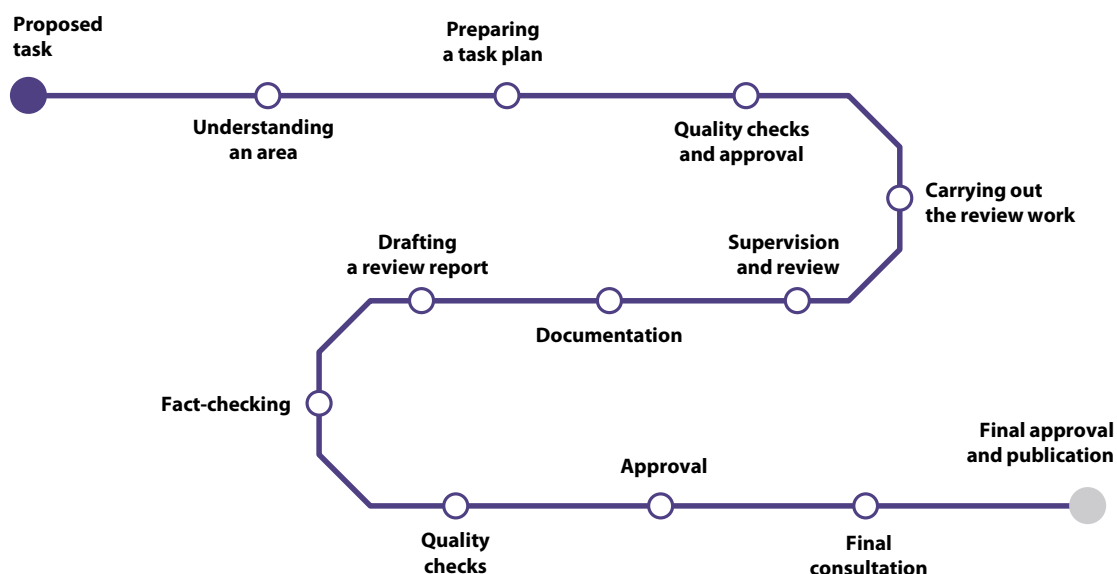 Proposed
task
Understanding
an area
Preparing
a task plan
Quality checks
and approval
Carrying out
the review work
Supervision
and review
Documentation
Drafting
a review report
Fact-checking
Quality
checks
Approval
Final
consultation
Final approval
and publication